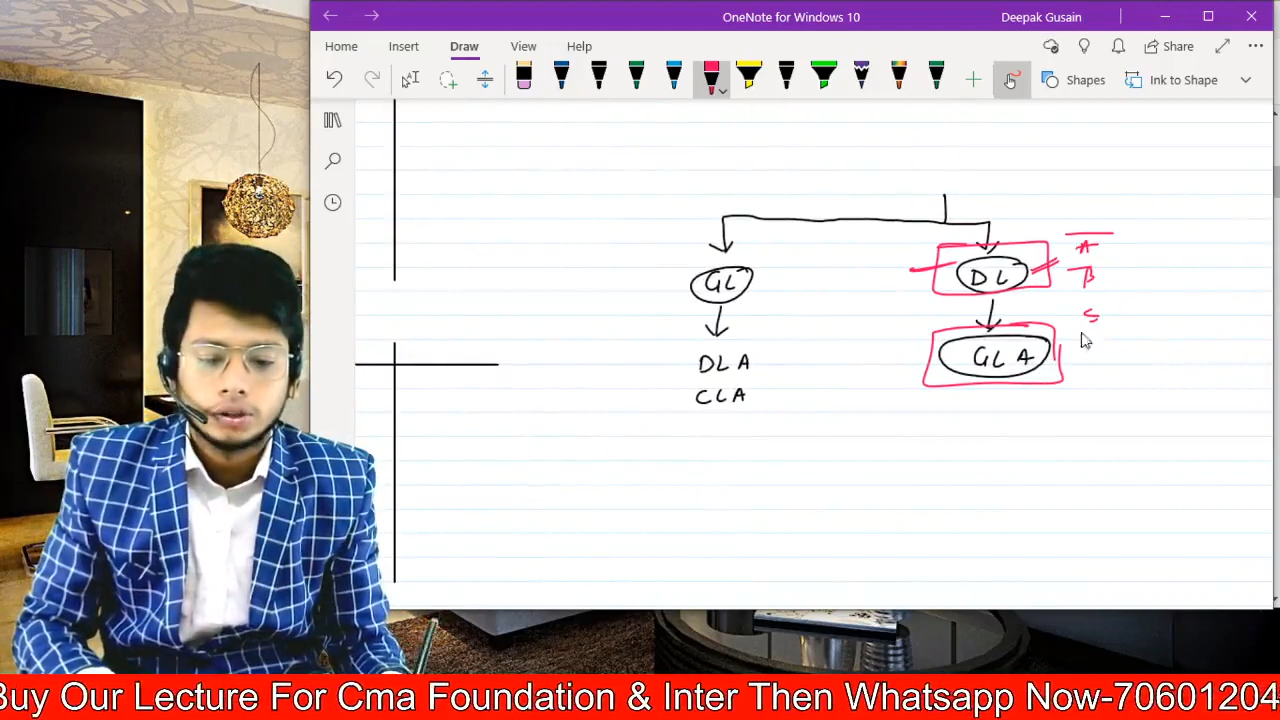 OneNote for Windows 10
Deepak Gusain
Home Insert Draw View Help
Share
Shapes
Ink to Shape
GL
DL
A
B
S
DLA
GLA
CLA
Buy Our Lecture For Cma Foundation & Inter Then Whatsapp Now-70601204